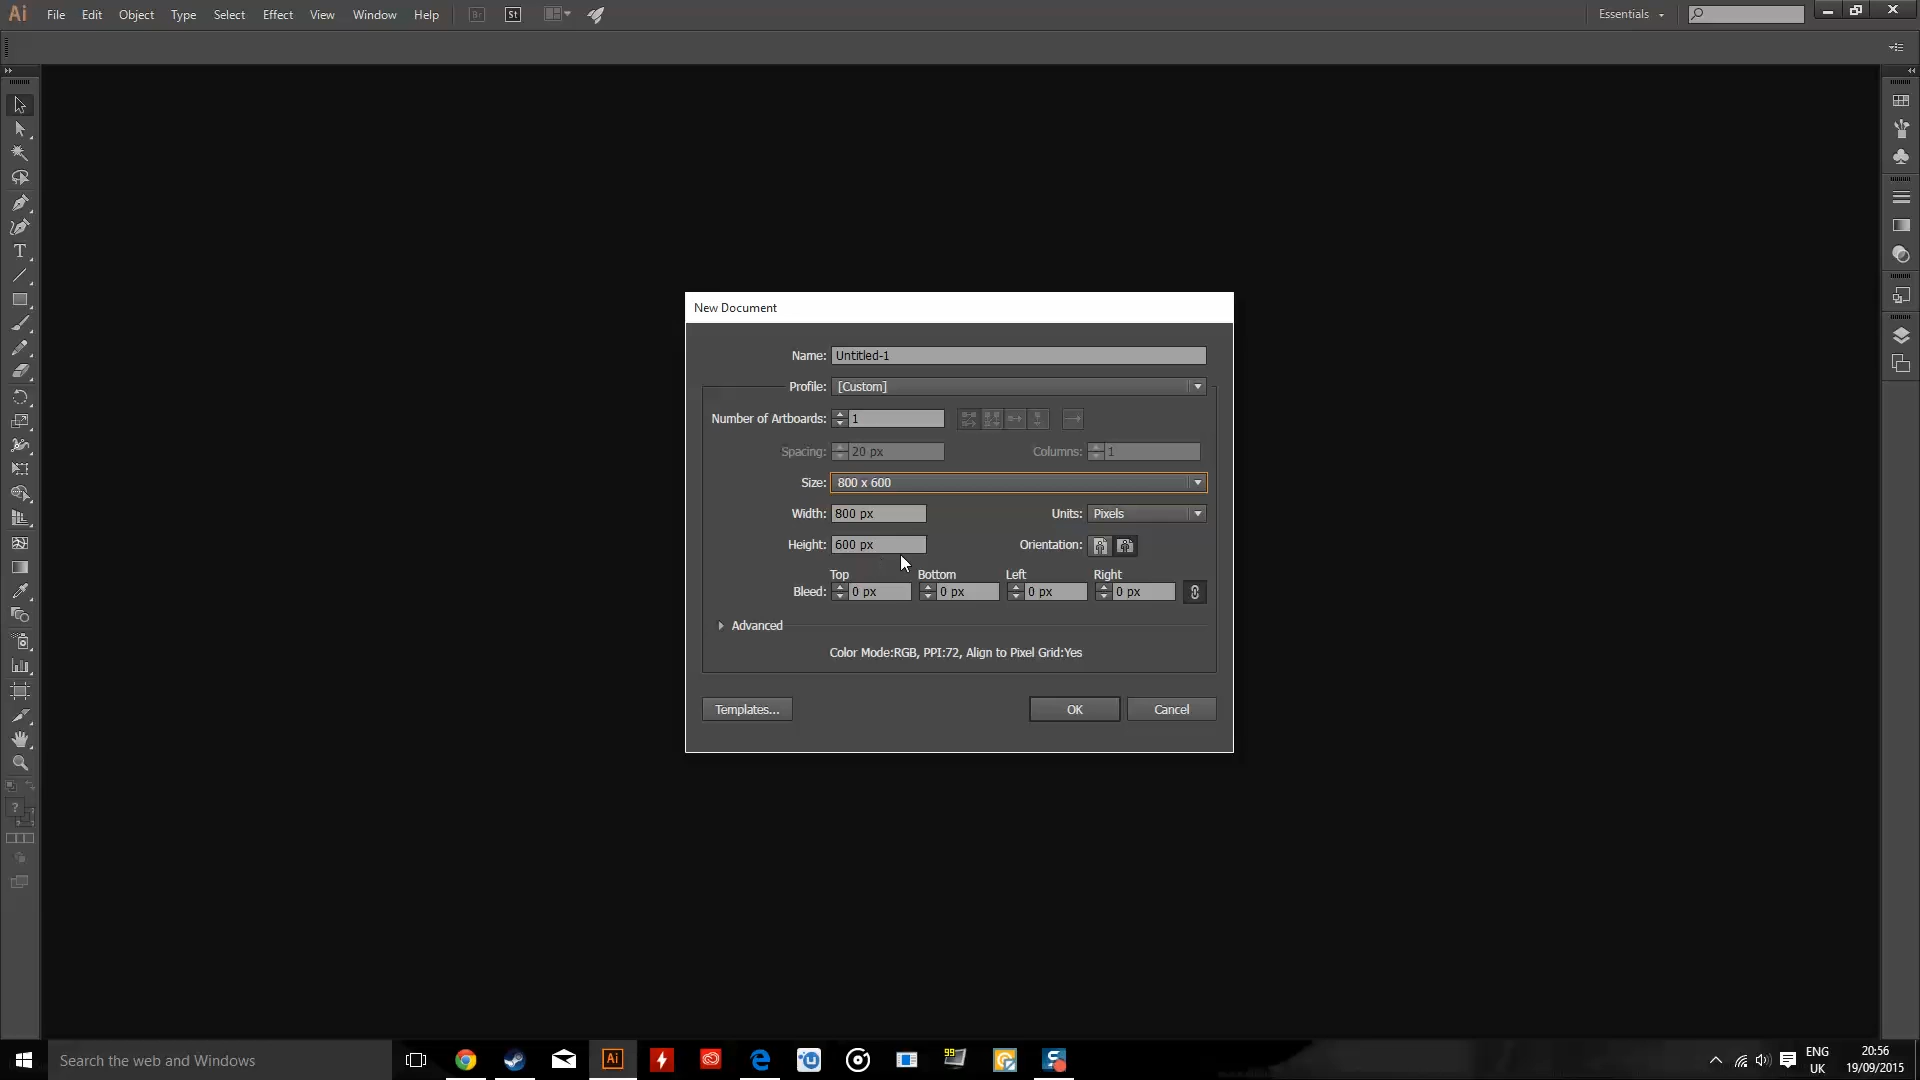 Ai File Edit Object Type Select Effect View Window Help Br St Essentials
New Document
Name: Untitled-1
Profile: [Custom]
Number of Artboards: 1
Spacing: 20 px Columns: 1
Size: 800 x 600
Width: 800 px Units: Pixels
Height: 600 px Orientation:
Top Bottom Left Right
Bleed: 0 px 0 px 0 px 0 px
Advanced
Color Mode:RGB, PPI:72, Align to Pixel Grid:Yes
Templates... OK Cancel
T
?
Search the web and Windows Ai 99 ENG 20:56
UK 19/09/2015